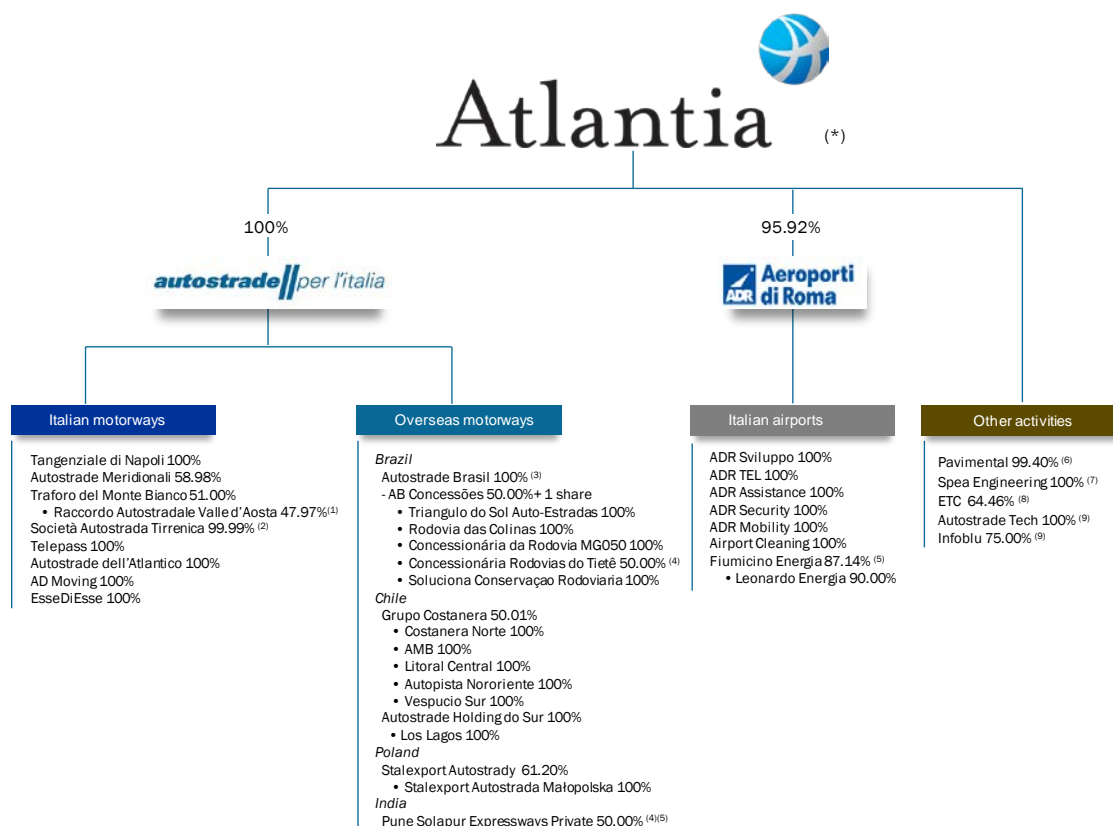 Atlantia
(*)
100%
95.92%
autostrade//per l'italia
ADR Aeroporti
di Roma
Italian motorways
Tangenziale di Napoli 100%
Autostrade Meridionali 58.98%
Traforo del Monte Bianco 51.00%
• Raccordo Autostradale Valle d'Aosta 47.97%(1)
Società Autostrada Tirrenica 99.99% (2)
Telepass 100%
Autostrade dell'Atlantico 100%
AD Moving 100%
EsseDiEsse 100%
Overseas motorways
Brazil
Autostrade Brasil 100% (3)
- AB Concessões 50.00%+ 1 share
• Triangulo do Sol Auto-Estradas 100%
• Rodovia das Colinas 100%
• Concessionária da Rodovia MG050 100%
• Concessionária Rodovias do Tietê 50.00% (4)
• Soluciona Conservaçao Rodoviaria 100%
Chile
Grupo Costanera 50.01%
• Costanera Norte 100%
• AMB 100%
• Litoral Central 100%
• Autopista Nororiente 100%
• Vespucio Sur 100%
Autostrade Holding do Sur 100%
• Los Lagos 100%
Poland
Stalexport Autostrady 61.20%
• Stalexport Autostrada Małopolska 100%
India
Pune Solapur Expressways Private 50.00% (4)(5)
Italian airports
ADR Sviluppo 100%
ADR TEL 100%
ADR Assistance 100%
ADR Security 100%
ADR Mobility 100%
Airport Cleaning 100%
Fiumicino Energia 87.14% (5)
• Leonardo Energia 90.00%
Other activities
Pavimental 99.40% (6)
Spea Engineering 100% (7)
ETC 64.46% (8)
Autostrade Tech 100% (9)
Infoblu 75.00% (9)